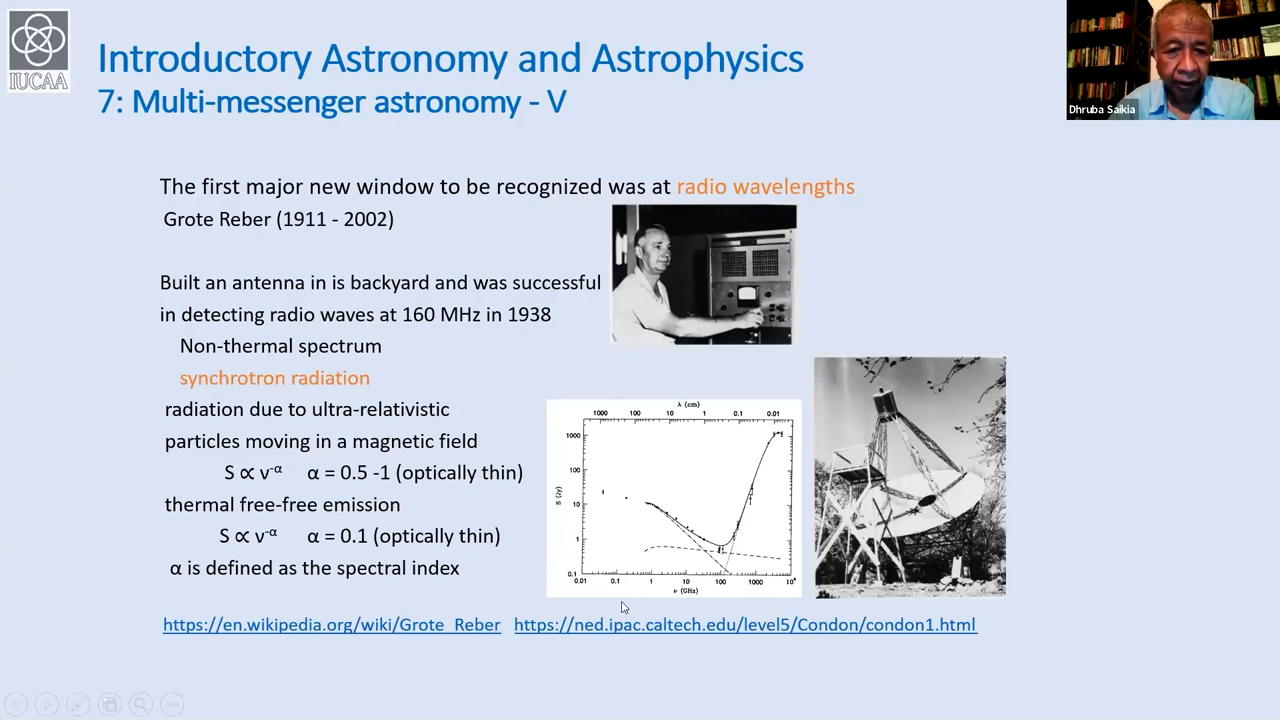 IUCAA
Introductory Astronomy and Astrophysics
7: Multi-messenger astronomy - V
Dhruba Saikia
The first major new window to be recognized was at radio wavelengths
Grote Reber (1911 - 2002)
Built an antenna in is backyard and was successful
in detecting radio waves at 160 MHz in 1938
Non-thermal spectrum
synchrotron radiation
radiation due to ultra-relativistic
particles moving in a magnetic field
S ∝ ν-α α = 0.5 -1 (optically thin)
thermal free-free emission
S ∝ ν-α α = 0.1 (optically thin)
α is defined as the spectral index
λ (cm)
1000 100 10 1 0.1 0.01
S (Jy)
1000
100
10
1
0.1
0.01 0.1 1 10 100 1000 10⁴
ν (GHz)
https://en.wikipedia.org/wiki/Grote_Reber https://ned.ipac.caltech.edu/level5/Condon/condon1.html